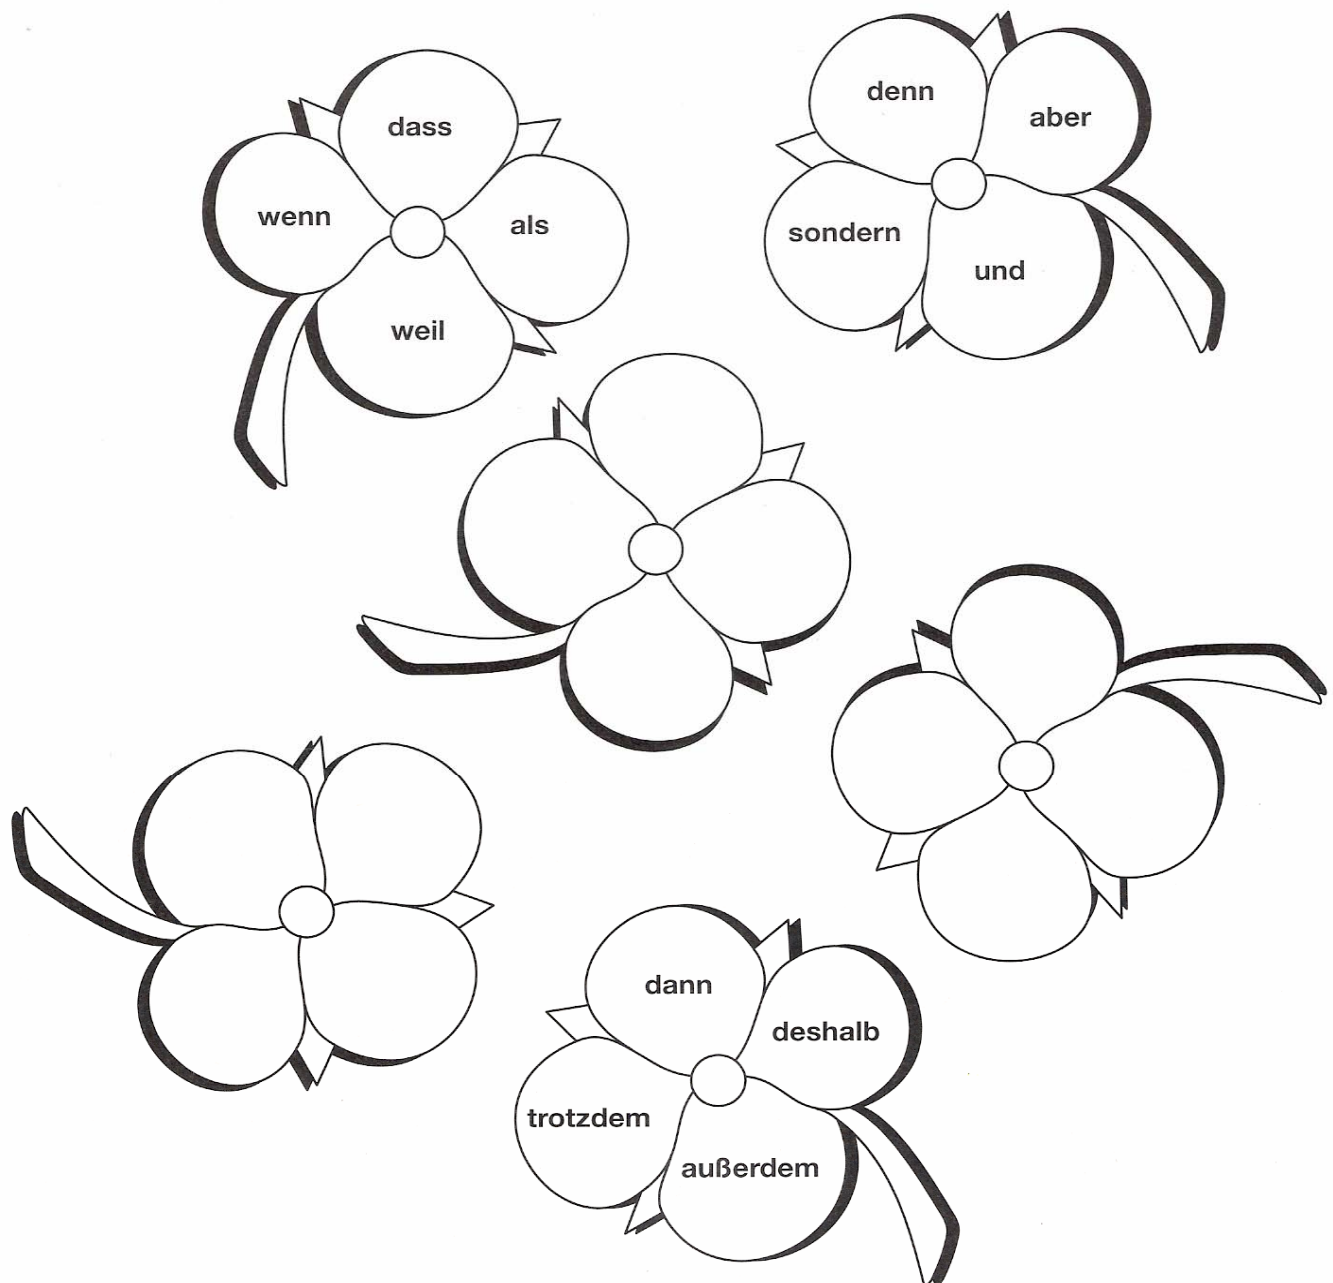 dass
wenn
als
weil
denn
aber
sondern
und
dann
deshalb
trotzdem
außerdem